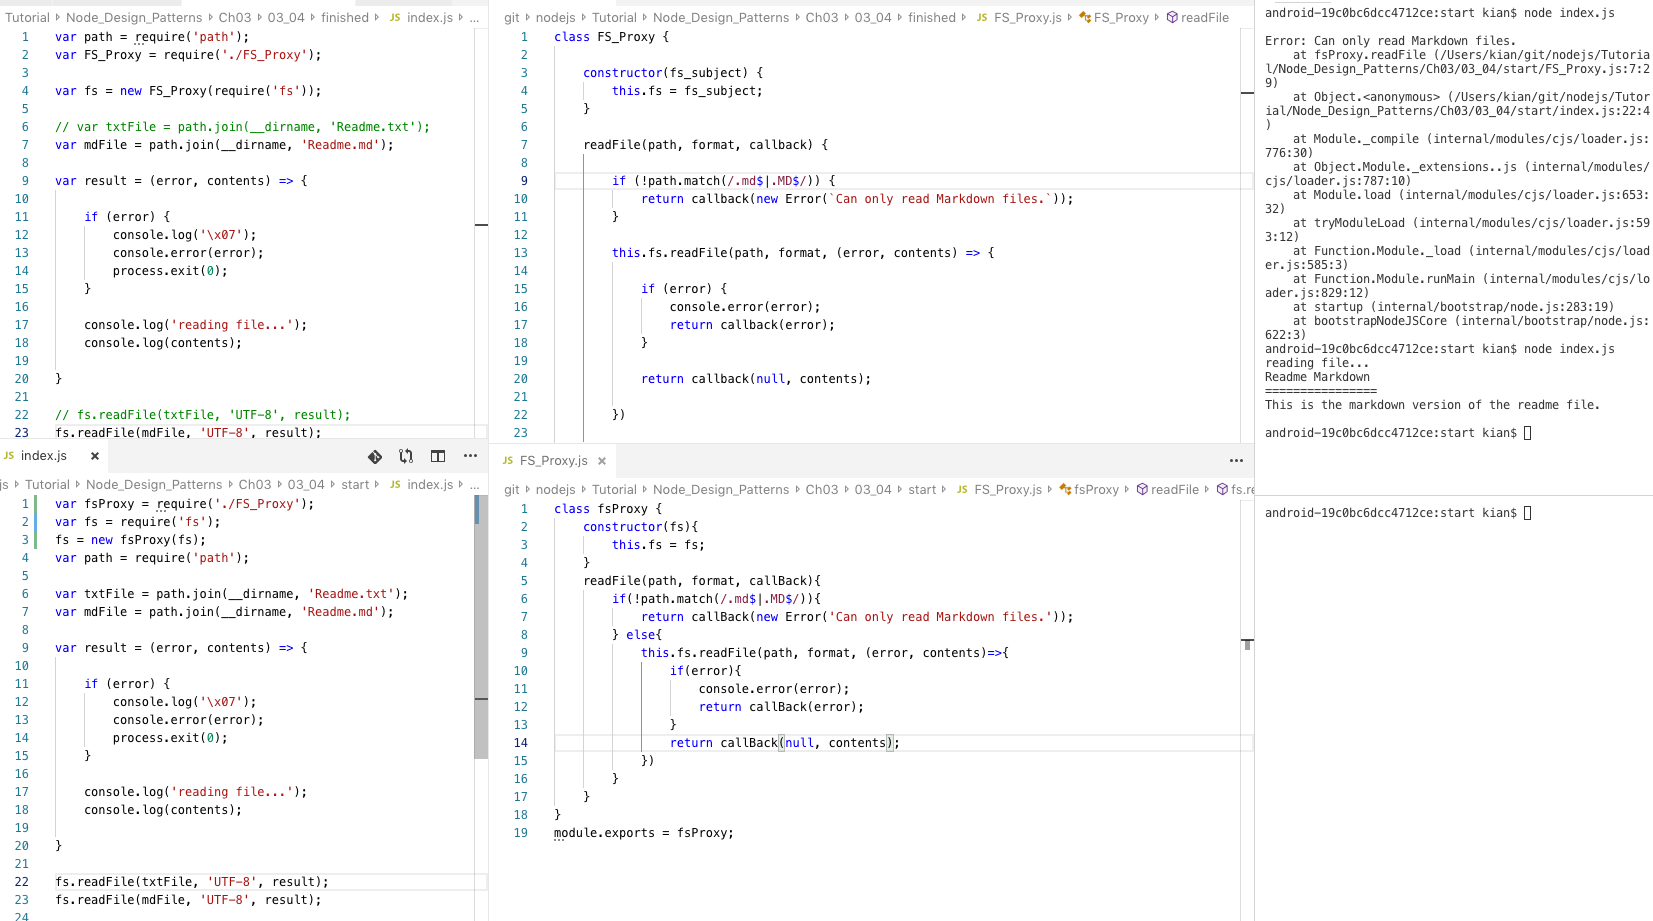 Tutorial Node_Design_Patterns Ch03 03_04 finished JS index.js ...
1 var path = require('path');
2 var FS_Proxy = require('./FS_Proxy');
3
4 var fs = new FS_Proxy(require('fs'));
5
6 // var txtFile = path.join(__dirname, 'Readme.txt');
7 var mdFile = path.join(__dirname, 'Readme.md');
8
9 var result = (error, contents) => {
10
11 if (error) {
12 console.log('\x07');
13 console.error(error);
14 process.exit(0);
15 }
16
17 console.log('reading file...');
18 console.log(contents);
19
20 }
21
22 // fs.readFile(txtFile, 'UTF-8', result);
23 fs.readFile(mdFile, 'UTF-8', result);
JS index.js × ...
js Tutorial Node_Design_Patterns Ch03 03_04 start JS index.js ...
1 var fsProxy = require('./FS_Proxy');
2 var fs = require('fs');
3 fs = new fsProxy(fs);
4 var path = require('path');
5
6 var txtFile = path.join(__dirname, 'Readme.txt');
7 var mdFile = path.join(__dirname, 'Readme.md');
8
9 var result = (error, contents) => {
10
11 if (error) {
12 console.log('\x07');
13 console.error(error);
14 process.exit(0);
15 }
16
17 console.log('reading file...');
18 console.log(contents);
19
20 }
21
22 fs.readFile(txtFile, 'UTF-8', result);
23 fs.readFile(mdFile, 'UTF-8', result);
24
git nodejs Tutorial Node_Design_Patterns Ch03 03_04 finished JS FS_Proxy.js FS_Proxy readFile
1 class FS_Proxy {
2
3 constructor(fs_subject) {
4 this.fs = fs_subject;
5 }
6
7 readFile(path, format, callback) {
8
9 if (!path.match(/.md$|.MD$/)) {
10 return callback(new Error(`Can only read Markdown files.`));
11 }
12
13 this.fs.readFile(path, format, (error, contents) => {
14
15 if (error) {
16 console.error(error);
17 return callback(error);
18 }
19
20 return callback(null, contents);
21
22 })
23
JS FS_Proxy.js × ...
git nodejs Tutorial Node_Design_Patterns Ch03 03_04 start JS FS_Proxy.js fsProxy readFile fs.re
1 class fsProxy {
2 constructor(fs){
3 this.fs = fs;
4 }
5 readFile(path, format, callBack){
6 if(!path.match(/.md$|.MD$/)){
7 return callBack(new Error('Can only read Markdown files.'));
8 } else{
9 this.fs.readFile(path, format, (error, contents)=>{
10 if(error){
11 console.error(error);
12 return callBack(error);
13 }
14 return callBack(null, contents);
15 })
16 }
17 }
18 }
19 module.exports = fsProxy;
android-19c0bc6dcc4712ce:start kian$ node index.js
Error: Can only read Markdown files.
at fsProxy.readFile (/Users/kian/git/nodejs/Tutoria
l/Node_Design_Patterns/Ch03/03_04/start/FS_Proxy.js:7:2
9)
at Object.<anonymous> (/Users/kian/git/nodejs/Tutor
ial/Node_Design_Patterns/Ch03/03_04/start/index.js:22:4
)
at Module._compile (internal/modules/cjs/loader.js:
776:30)
at Object.Module._extensions..js (internal/modules/
cjs/loader.js:787:10)
at Module.load (internal/modules/cjs/loader.js:653:
32)
at tryModuleLoad (internal/modules/cjs/loader.js:59
3:12)
at Function.Module._load (internal/modules/cjs/load
er.js:585:3)
at Function.Module.runMain (internal/modules/cjs/lo
ader.js:829:12)
at startup (internal/bootstrap/node.js:283:19)
at bootstrapNodeJSCore (internal/bootstrap/node.js:
622:3)
android-19c0bc6dcc4712ce:start kian$ node index.js
reading file...
Readme Markdown
================
This is the markdown version of the readme file.
android-19c0bc6dcc4712ce:start kian$
android-19c0bc6dcc4712ce:start kian$